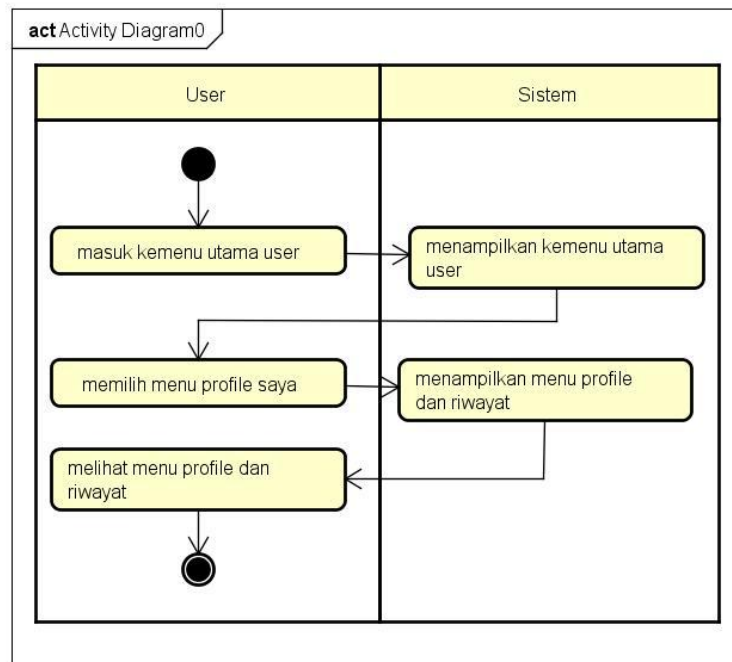 act Activity Diagram0
User
Sistem
masuk kemenu utama user
menampilkan kemenu utama
user
memilih menu profile saya
menampilkan menu profile
dan riwayat
melihat menu profile dan
riwayat